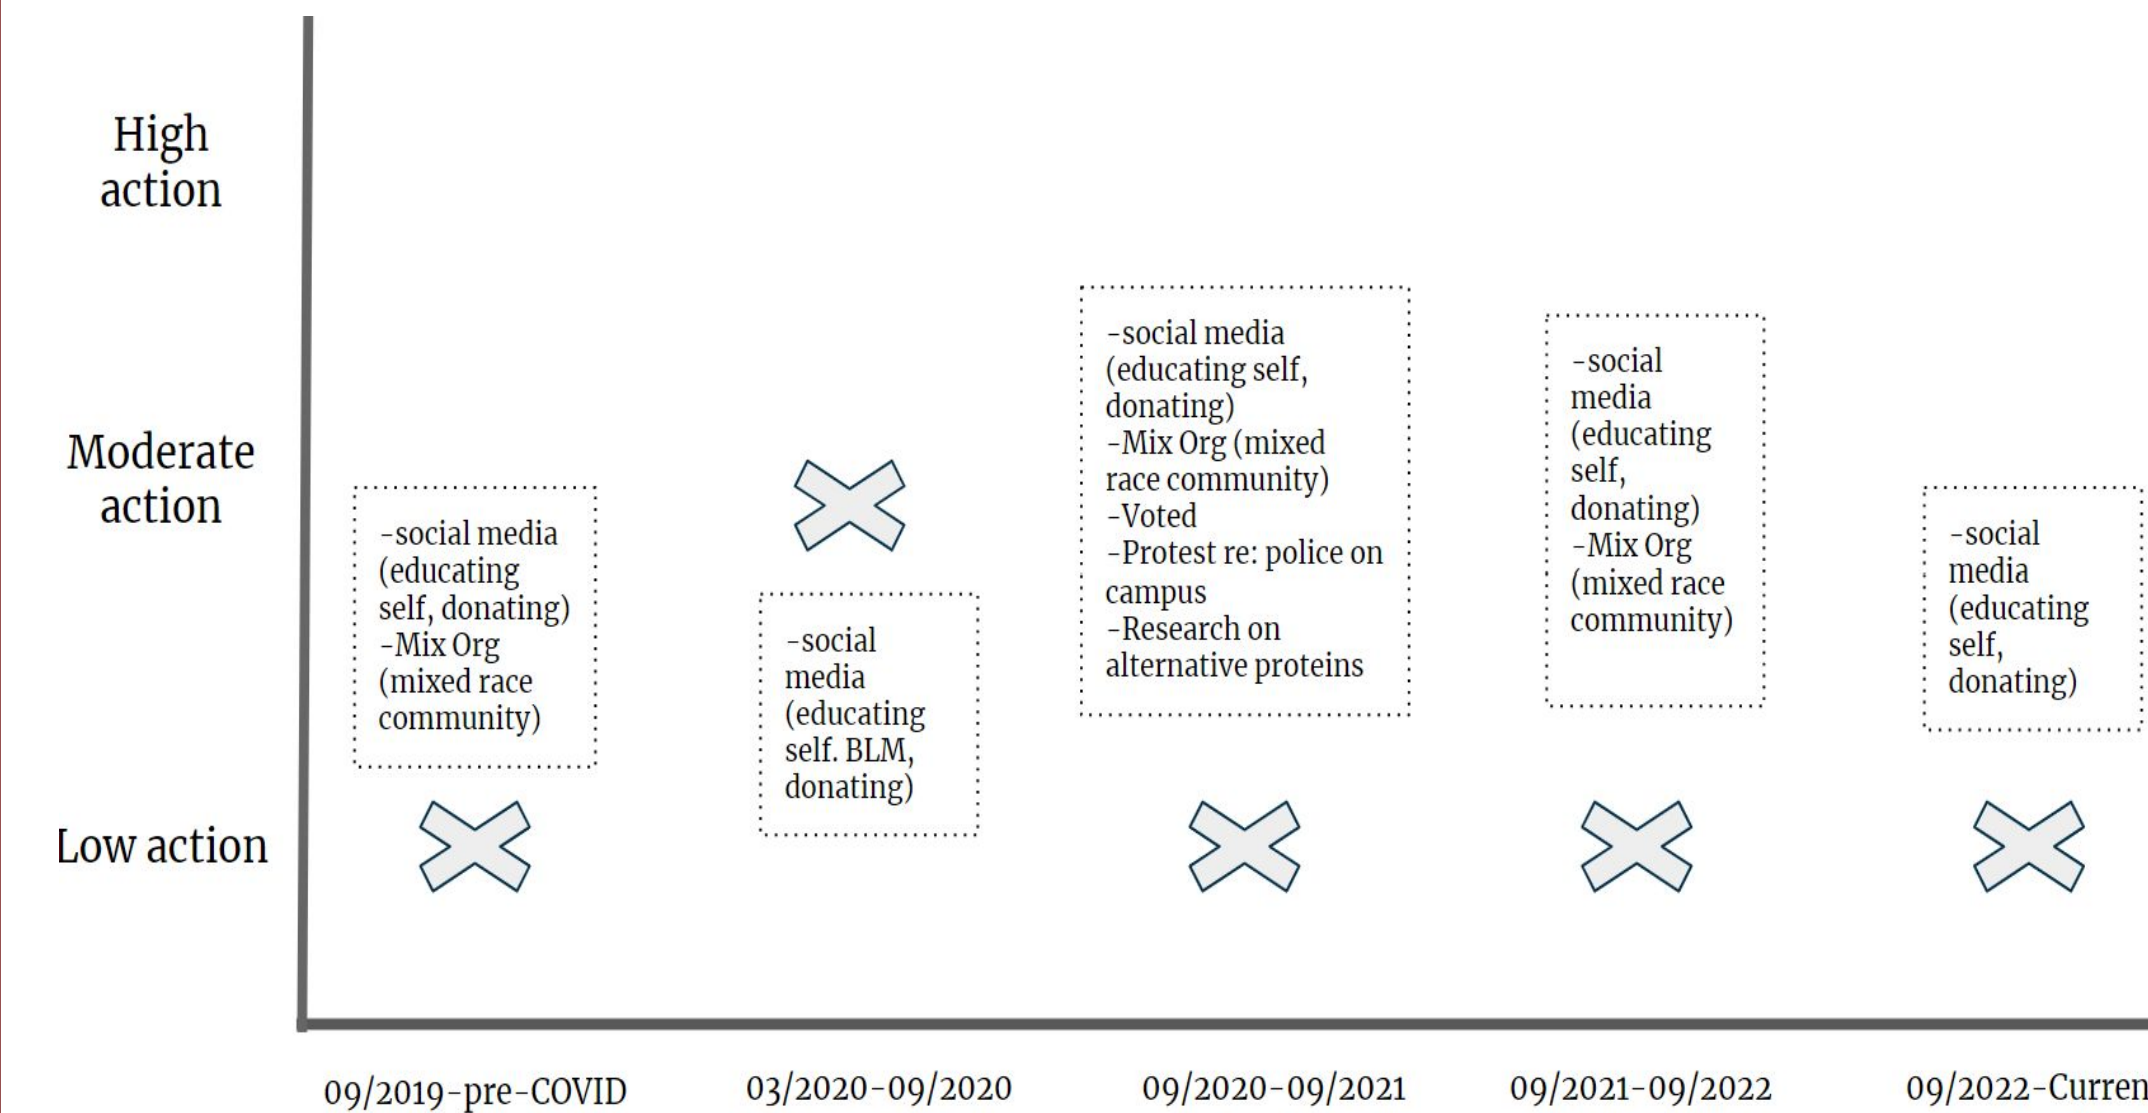 High
action
Moderate
action
Low action
-social media
(educating
self, donating)
-Mix Org
(mixed race
community)
-social
media
(educating
self. BLM,
donating)
-social media
(educating self,
donating)
-Mix Org (mixed
race community)
-Voted
-Protest re: police on
campus
-Research on
alternative proteins
-social
media
(educating
self,
donating)
-Mix Org
(mixed race
community)
-social
media
(educating
self,
donating)
09/2019-pre-COVID
03/2020-09/2020
09/2020-09/2021
09/2021-09/2022
09/2022-Curren